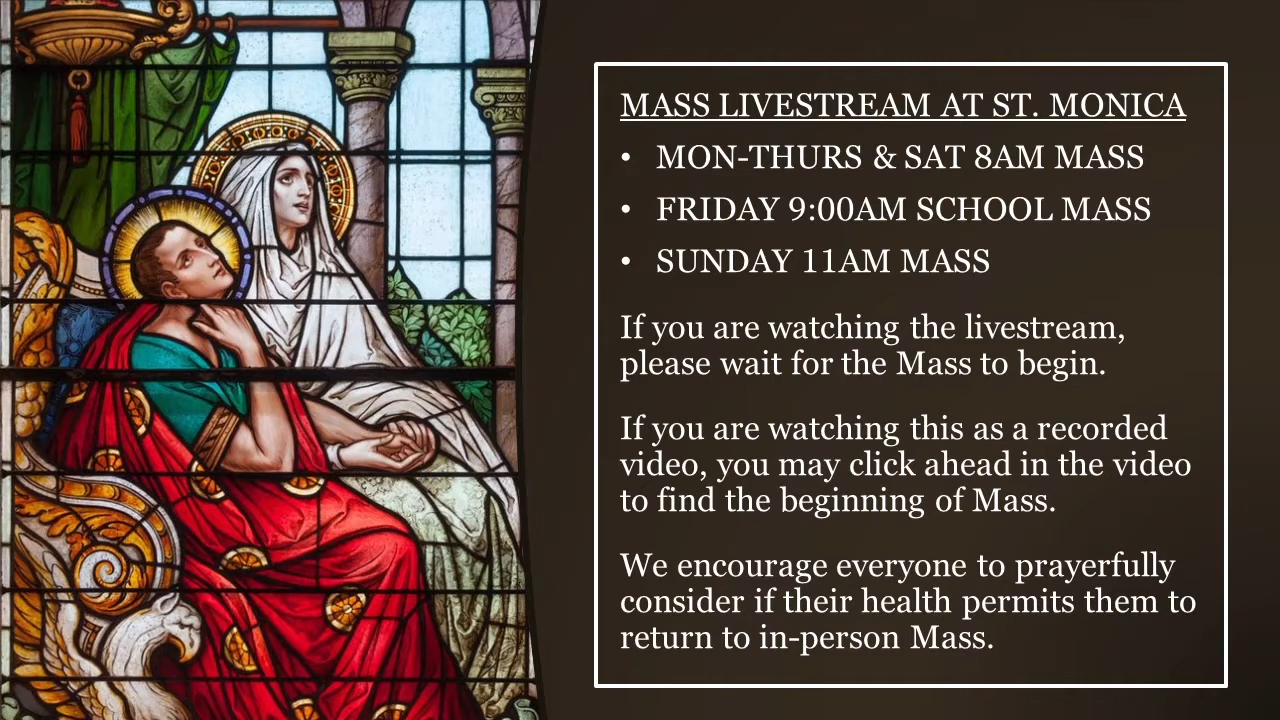 MASS LIVESTREAM AT ST. MONICA
• MON-THURS & SAT 8AM MASS
• FRIDAY 9:00AM SCHOOL MASS
• SUNDAY 11AM MASS
If you are watching the livestream,
please wait for the Mass to begin.
If you are watching this as a recorded
video, you may click ahead in the video
to find the beginning of Mass.
We encourage everyone to prayerfully
consider if their health permits them to
return to in-person Mass.